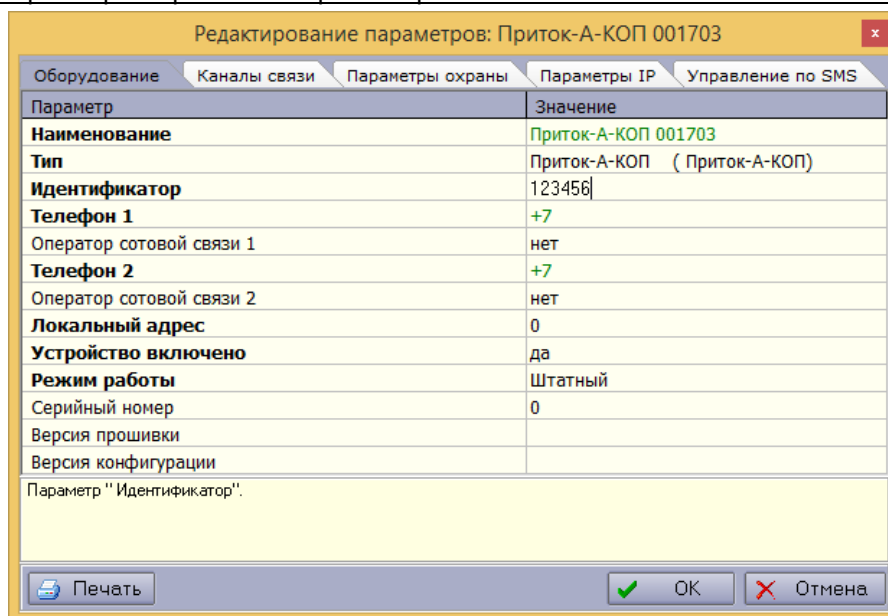 Редактирование параметров: Приток-А-КОП 001703
x
Оборудование Каналы связи Параметры охраны Параметры IP Управление по SMS
Параметр Значение
Наименование Приток-А-КОП 001703
Тип Приток-А-КОП ( Приток-А-КОП)
Идентификатор 123456
Телефон 1 +7
Оператор сотовой связи 1 нет
Телефон 2 +7
Оператор сотовой связи 2 нет
Локальный адрес 0
Устройство включено да
Режим работы Штатный
Серийный номер 0
Версия прошивки
Версия конфигурации
Параметр "Идентификатор".
Печать OK Отмена